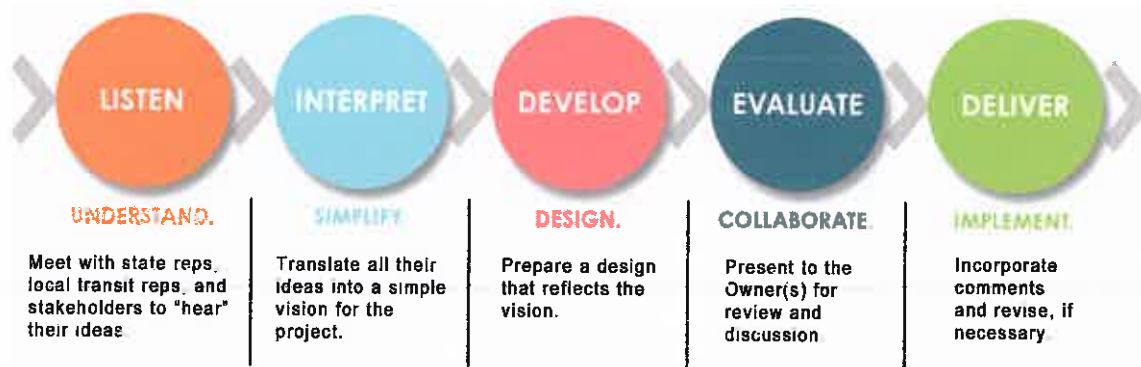 LISTEN
INTERPRET
DEVELOP
EVALUATE
DELIVER
UNDERSTAND.
SIMPLIFY
DESIGN.
COLLABORATE.
IMPLEMENT.
Meet with state reps,
local transit reps, and
stakeholders to "hear"
their ideas
Translate all their
ideas into a simple
vision for the
project.
Prepare a design
that reflects the
vision.
Present to the
Owner(s) for
review and
discussion
Incorporate
comments
and revise, if
necessary.